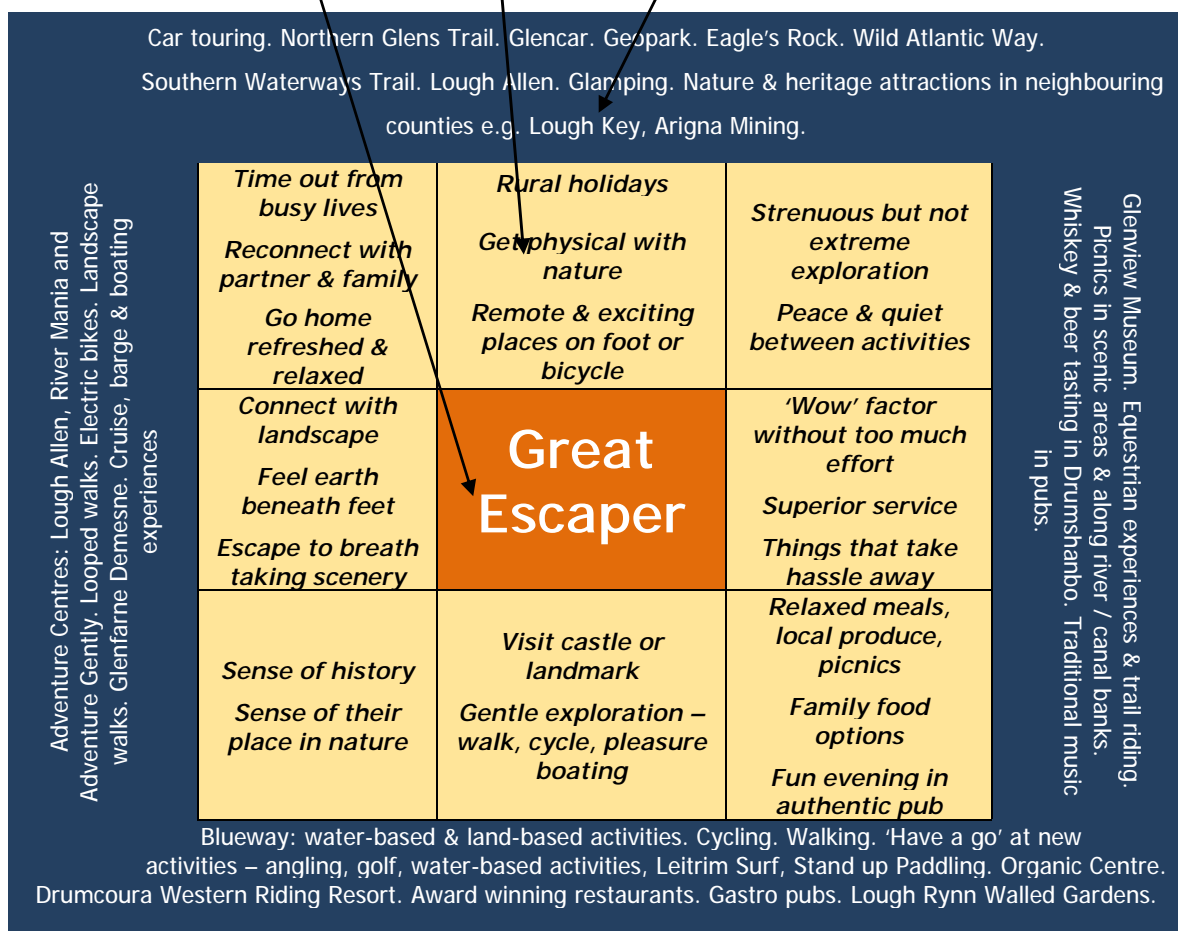 Car touring. Northern Glens Trail. Glencar. Geopark. Eagle's Rock. Wild Atlantic Way.
Southern Waterways Trail. Lough Allen. Glamping. Nature & heritage attractions in neighbouring
counties e.g. Lough Key, Arigna Mining.
Adventure Centres: Lough Allen, River Mania and
Adventure Gently. Looped walks. Electric bikes. Landscape
walks. Glenfarne Demesne. Cruise, barge & boating
experiences
Time out from
busy lives
Reconnect with
partner & family
Go home
refreshed &
relaxed
Rural holidays
Get physical with
nature
Remote & exciting
places on foot or
bicycle
Strenuous but not
extreme
exploration
Peace & quiet
between activities
Connect with
landscape
Feel earth
beneath feet
Escape to breath
taking scenery
Great
Escaper
'Wow' factor
without too much
effort
Superior service
Things that take
hassle away
Sense of history
Sense of their
place in nature
Visit castle or
landmark
Gentle exploration –
walk, cycle, pleasure
boating
Relaxed meals,
local produce,
picnics
Family food
options
Fun evening in
authentic pub
Glenview Museum. Equestrian experiences & trail riding.
Picnics in scenic areas & along river / canal banks.
Whiskey & beer tasting in Drumshanbo. Traditional music
in pubs.
Blueway: water-based & land-based activities. Cycling. Walking. 'Have a go' at new
activities – angling, golf, water-based activities, Leitrim Surf, Stand up Paddling. Organic Centre.
Drumcoura Western Riding Resort. Award winning restaurants. Gastro pubs. Lough Rynn Walled Gardens.